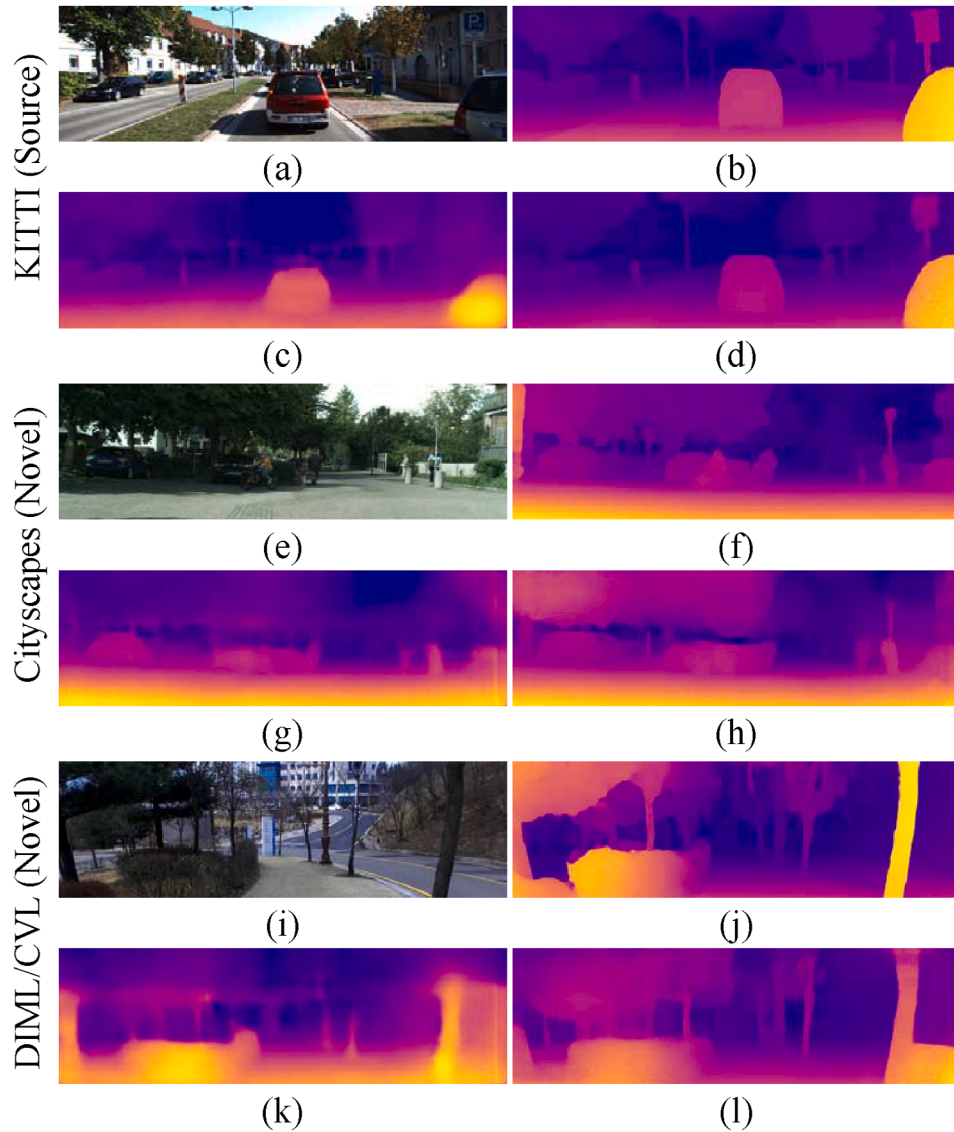 KITTI (Source)
(a)
(b)
(c)
(d)
Cityscapes (Novel)
(e)
(f)
(g)
(h)
DIML/CVL (Novel)
(i)
(j)
(k)
(l)
P